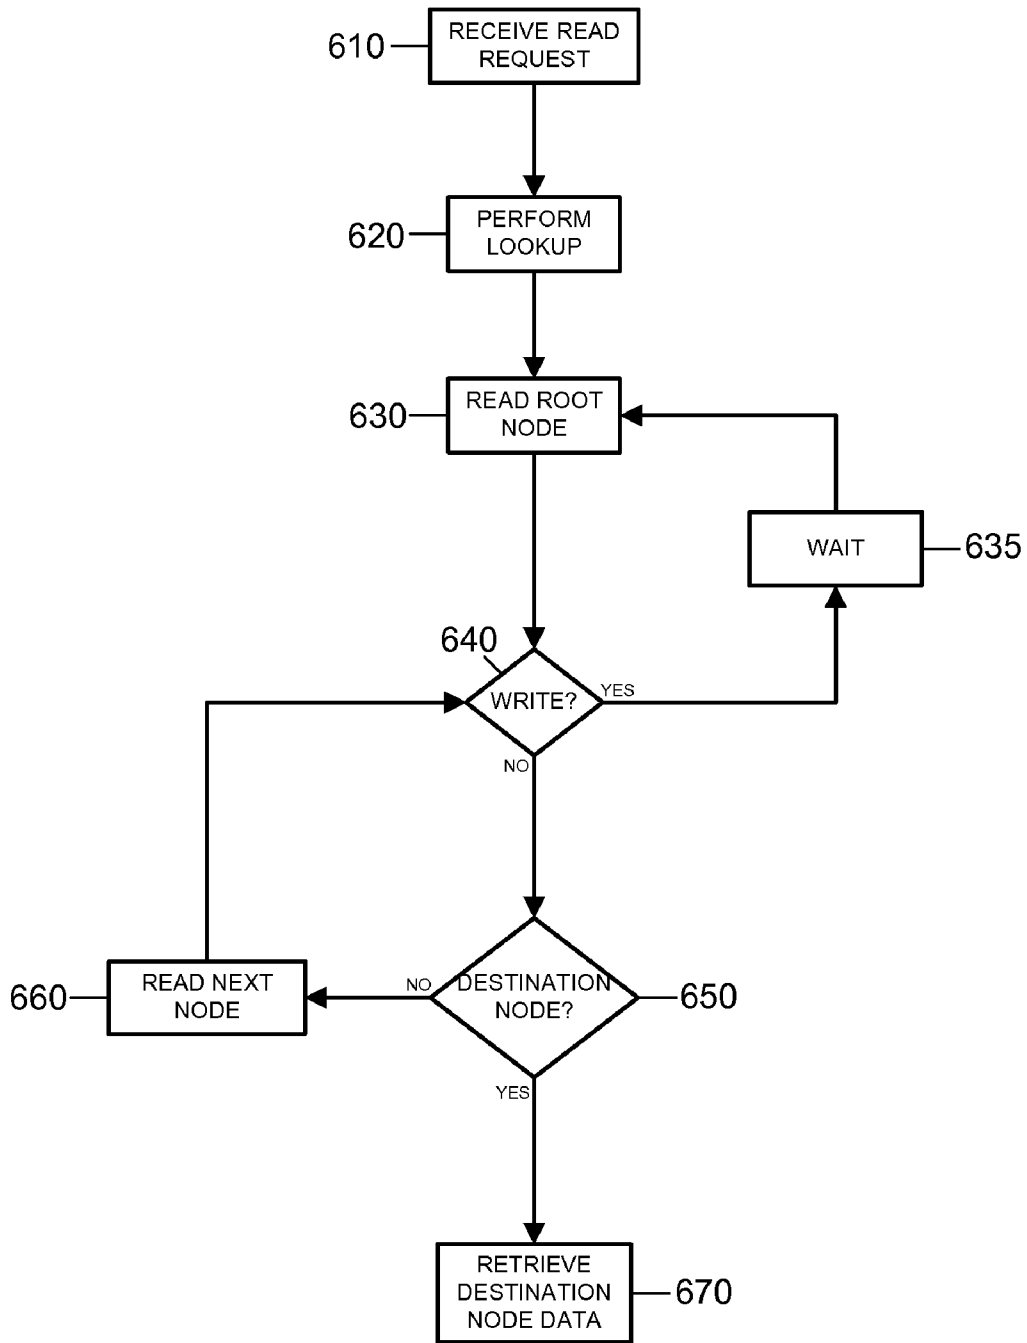 610
RECEIVE READ
REQUEST
620
PERFORM
LOOKUP
630
READ ROOT
NODE
WAIT
635
640
WRITE?
YES
NO
660
READ NEXT
NODE
NO
DESTINATION
NODE?
650
YES
RETRIEVE
DESTINATION
NODE DATA
670